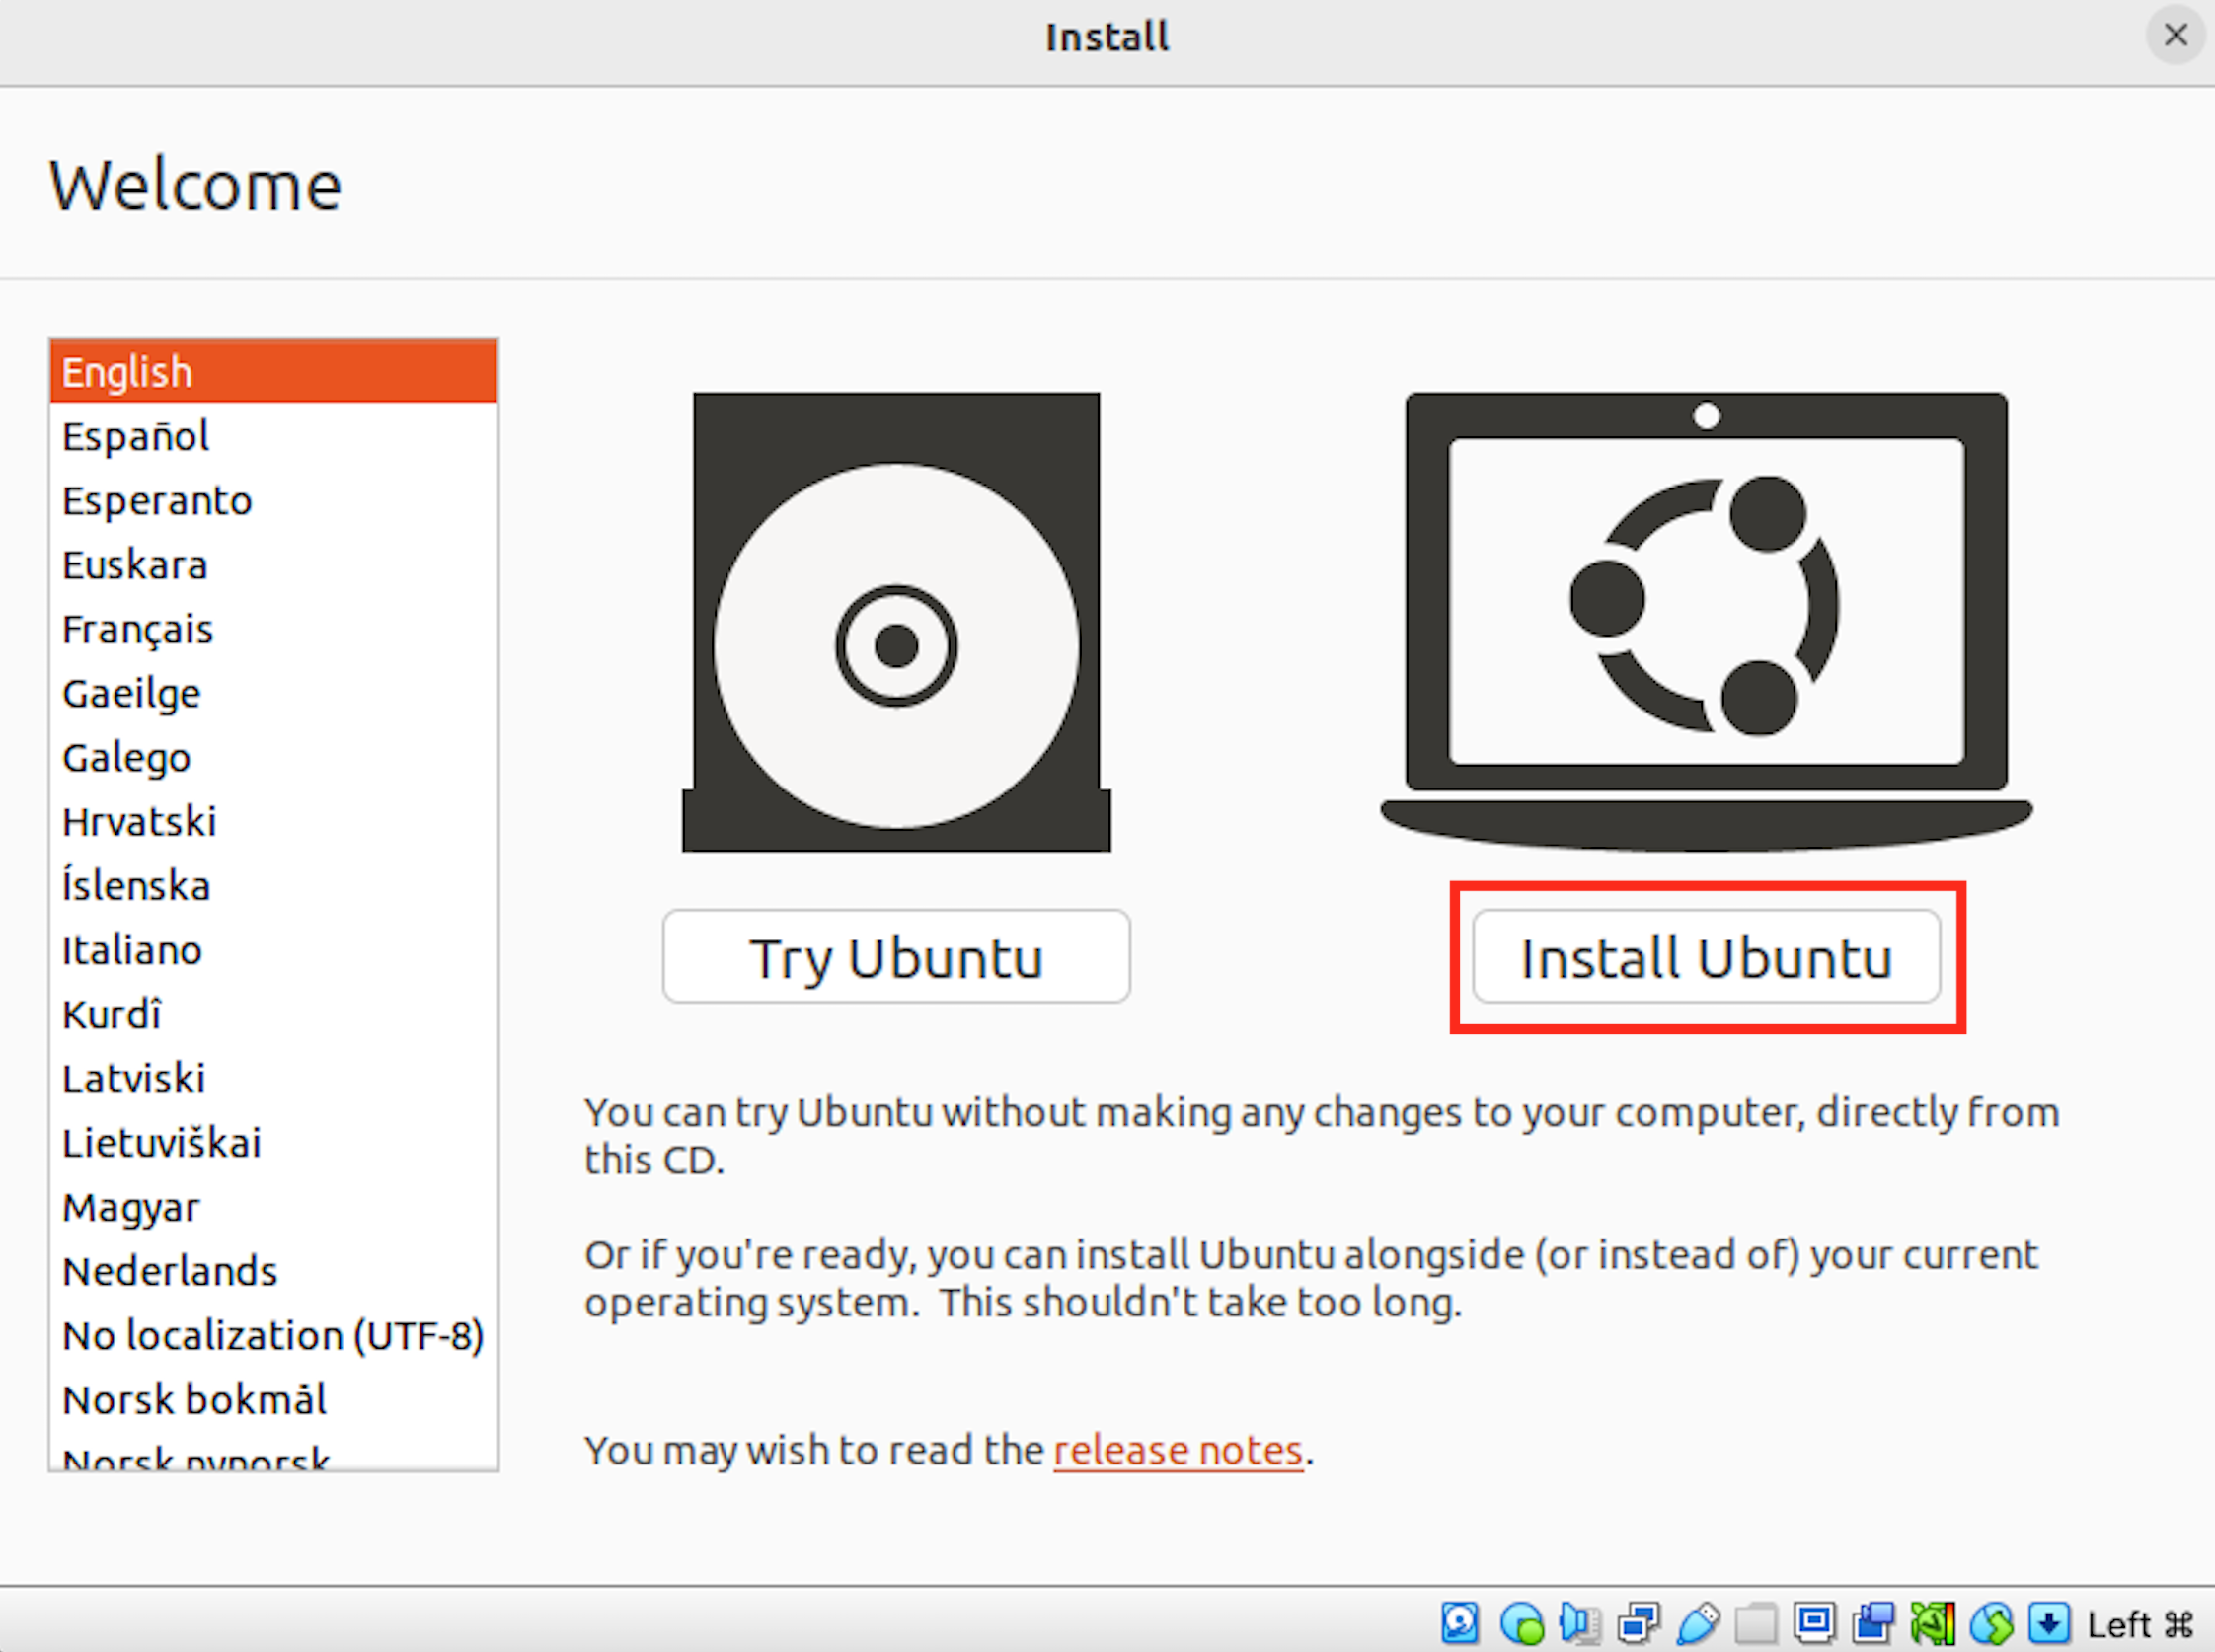 Install
Welcome
English
Español
Esperanto
Euskara
Français
Gaeilge
Galego
Hrvatski
Íslenska
Italiano
Kurdî
Latviski
Lietuviškai
Magyar
Nederlands
No localization (UTF-8)
Norsk bokmål
Norsk nynorsk
Try Ubuntu
Install Ubuntu
You can try Ubuntu without making any changes to your computer, directly from
this CD.
Or if you're ready, you can install Ubuntu alongside (or instead of) your current
operating system. This shouldn't take too long.
You may wish to read the release notes.
Left ⌘